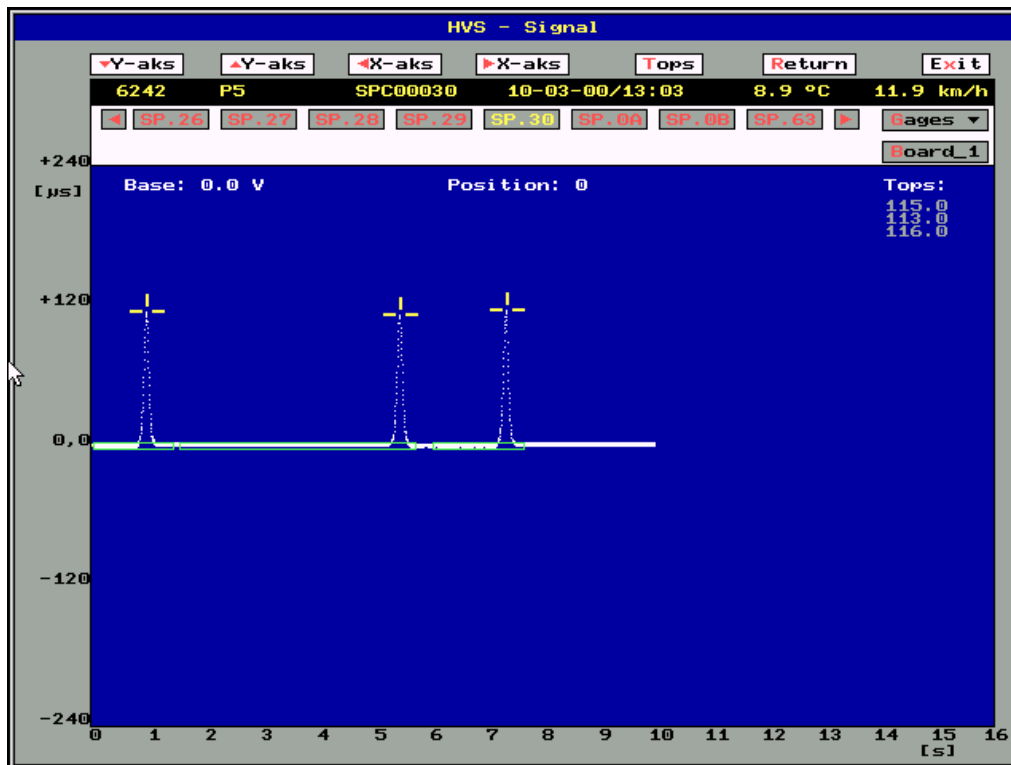 HVS - Signal
▼Y-aks ▲Y-aks ◀X-aks ▶X-aks Tops Return Exit
6242 P5 SPC00030 10-03-00/13:03 8.9 °C 11.9 km/h
◀ SP.26 SP.27 SP.28 SP.29 SP.30 SP.0A SP.0B SP.63 ▶ Gages ▼
Board_1
+240
[µs] Base: 0.0 V Position: 0 Tops:
115.0
113.0
116.0
+120
0,0
-120
-240
0 1 2 3 4 5 6 7 8 9 10 11 12 13 14 15 16
[s]